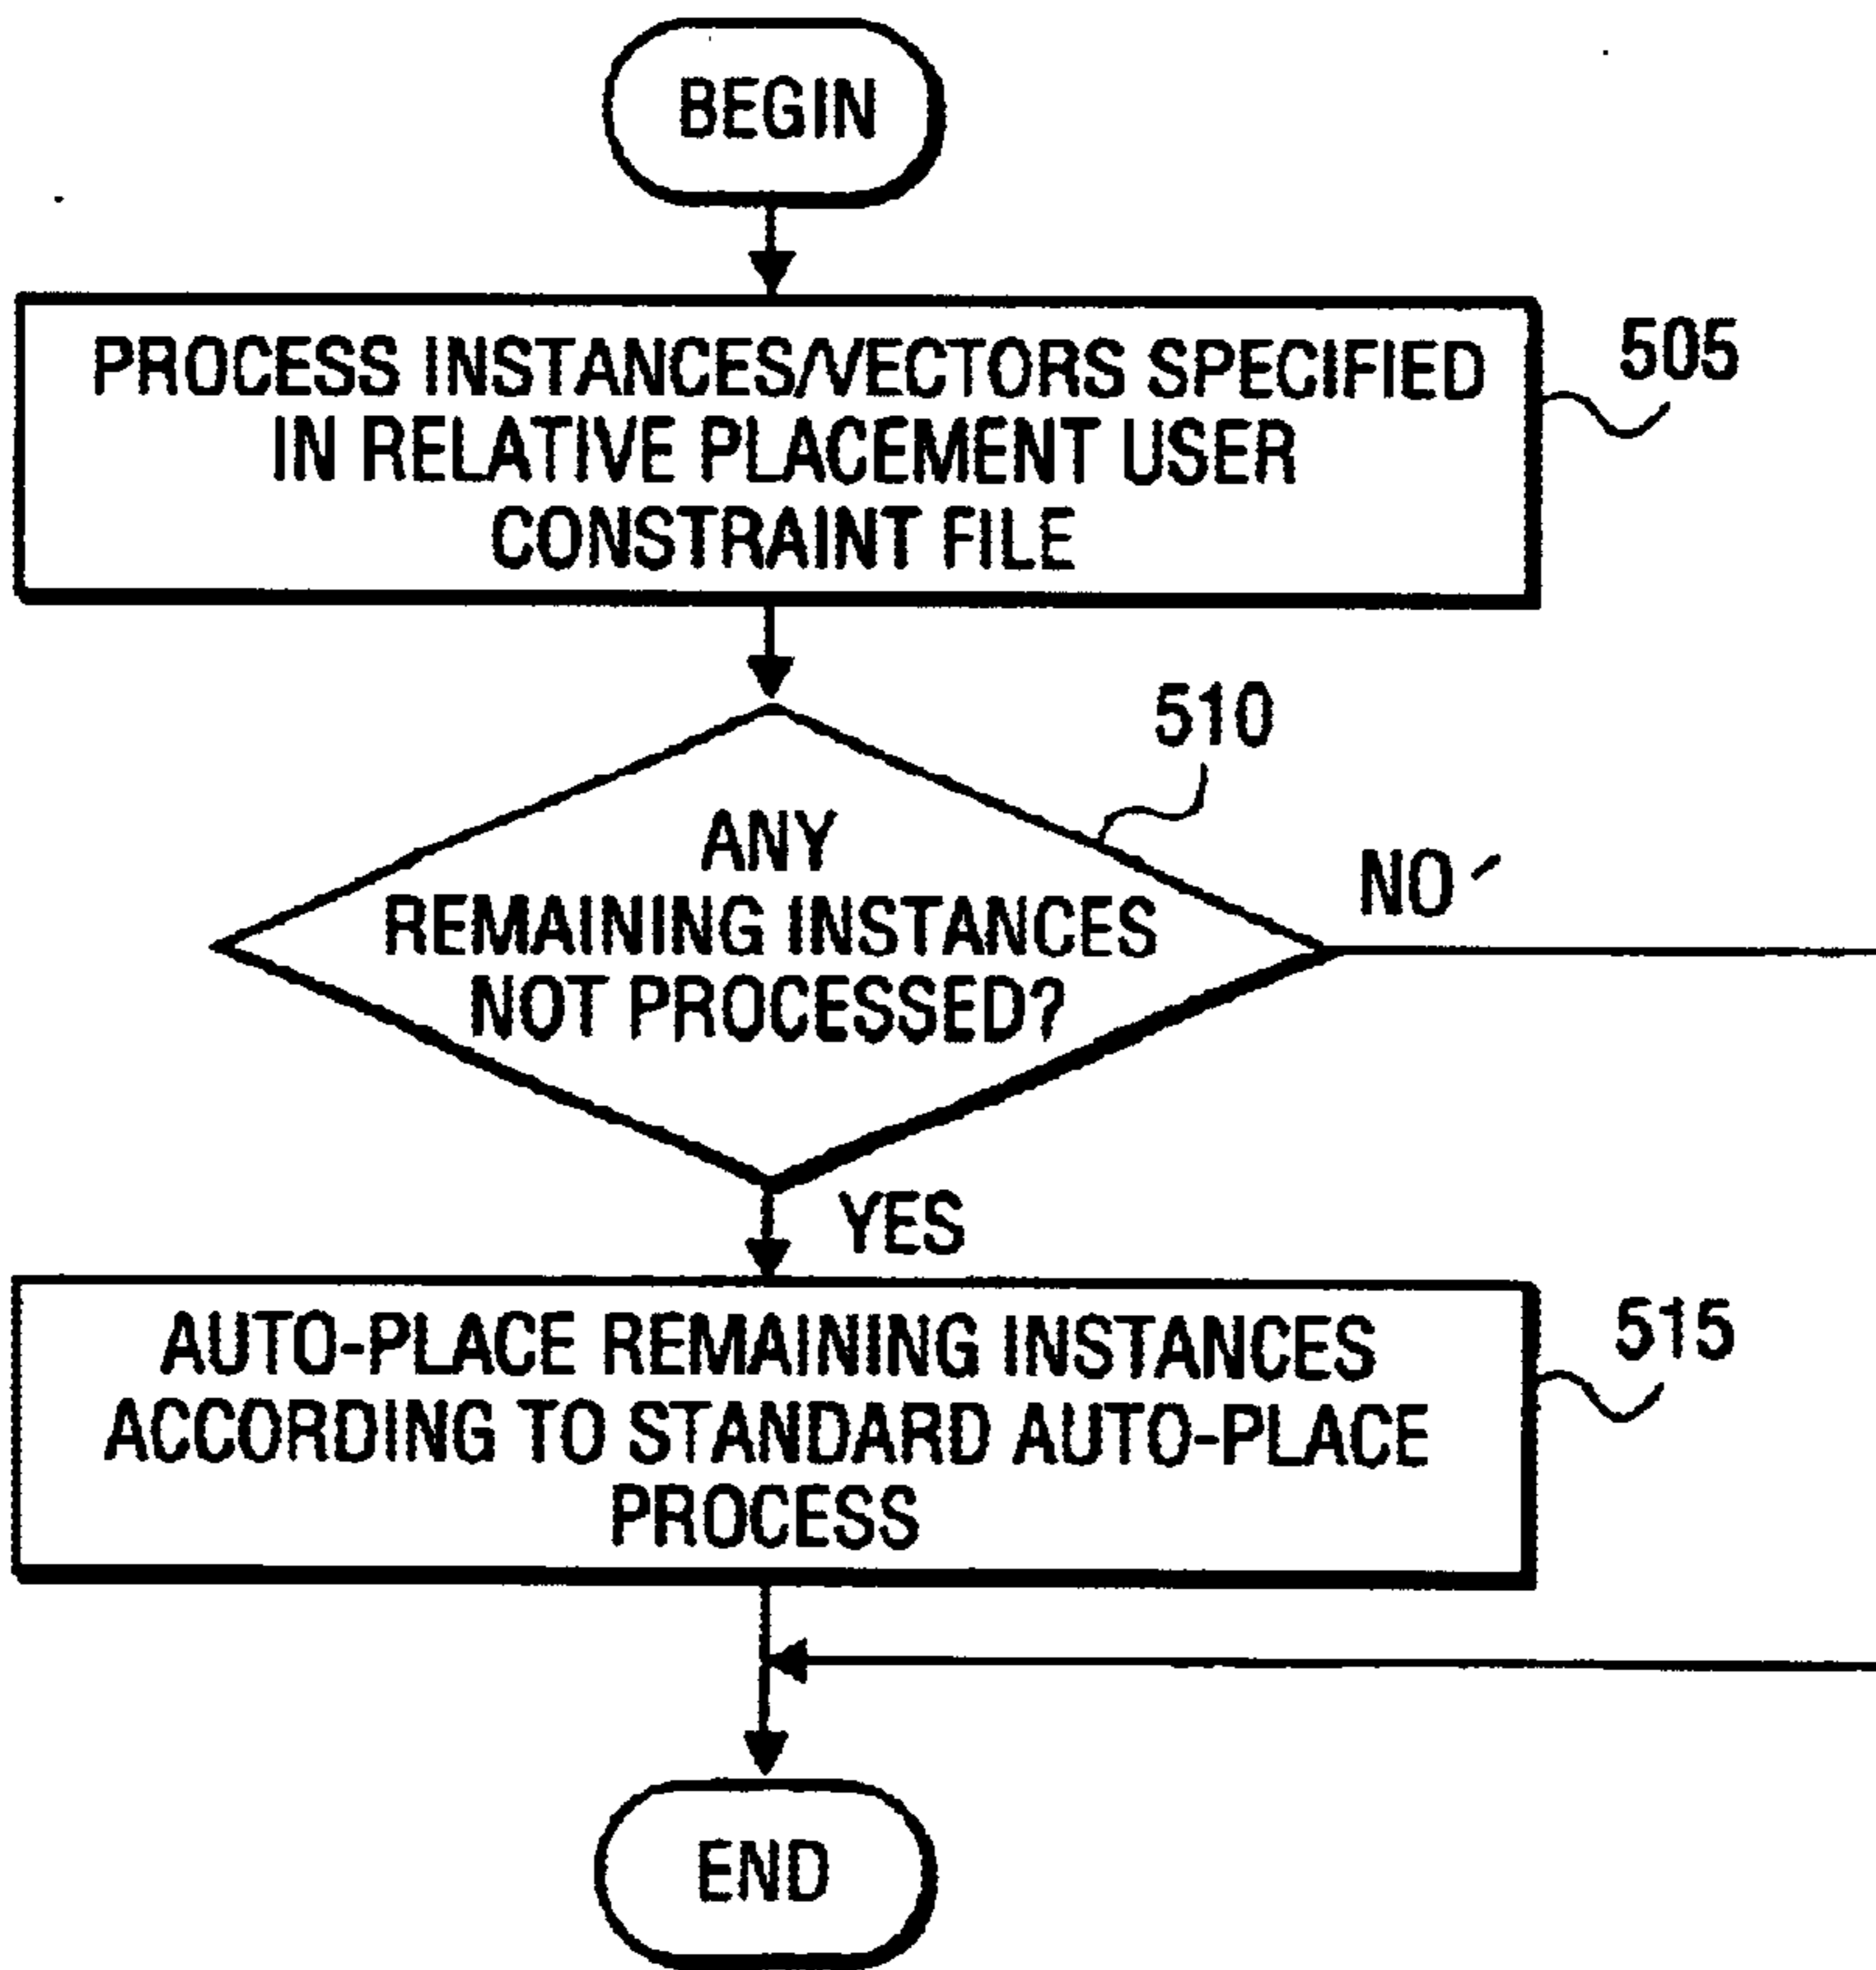 BEGIN
PROCESS INSTANCES/VECTORS SPECIFIED
IN RELATIVE PLACEMENT USER
CONSTRAINT FILE
505
510
ANY
REMAINING INSTANCES
NOT PROCESSED?
NO
YES
AUTO-PLACE REMAINING INSTANCES
ACCORDING TO STANDARD AUTO-PLACE
PROCESS
515
END